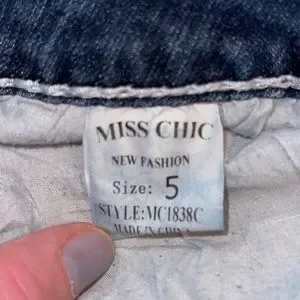 MISS CHIC
NEW FASHION
Size: 5
STYLE:MC1838C
MADE IN CHINA